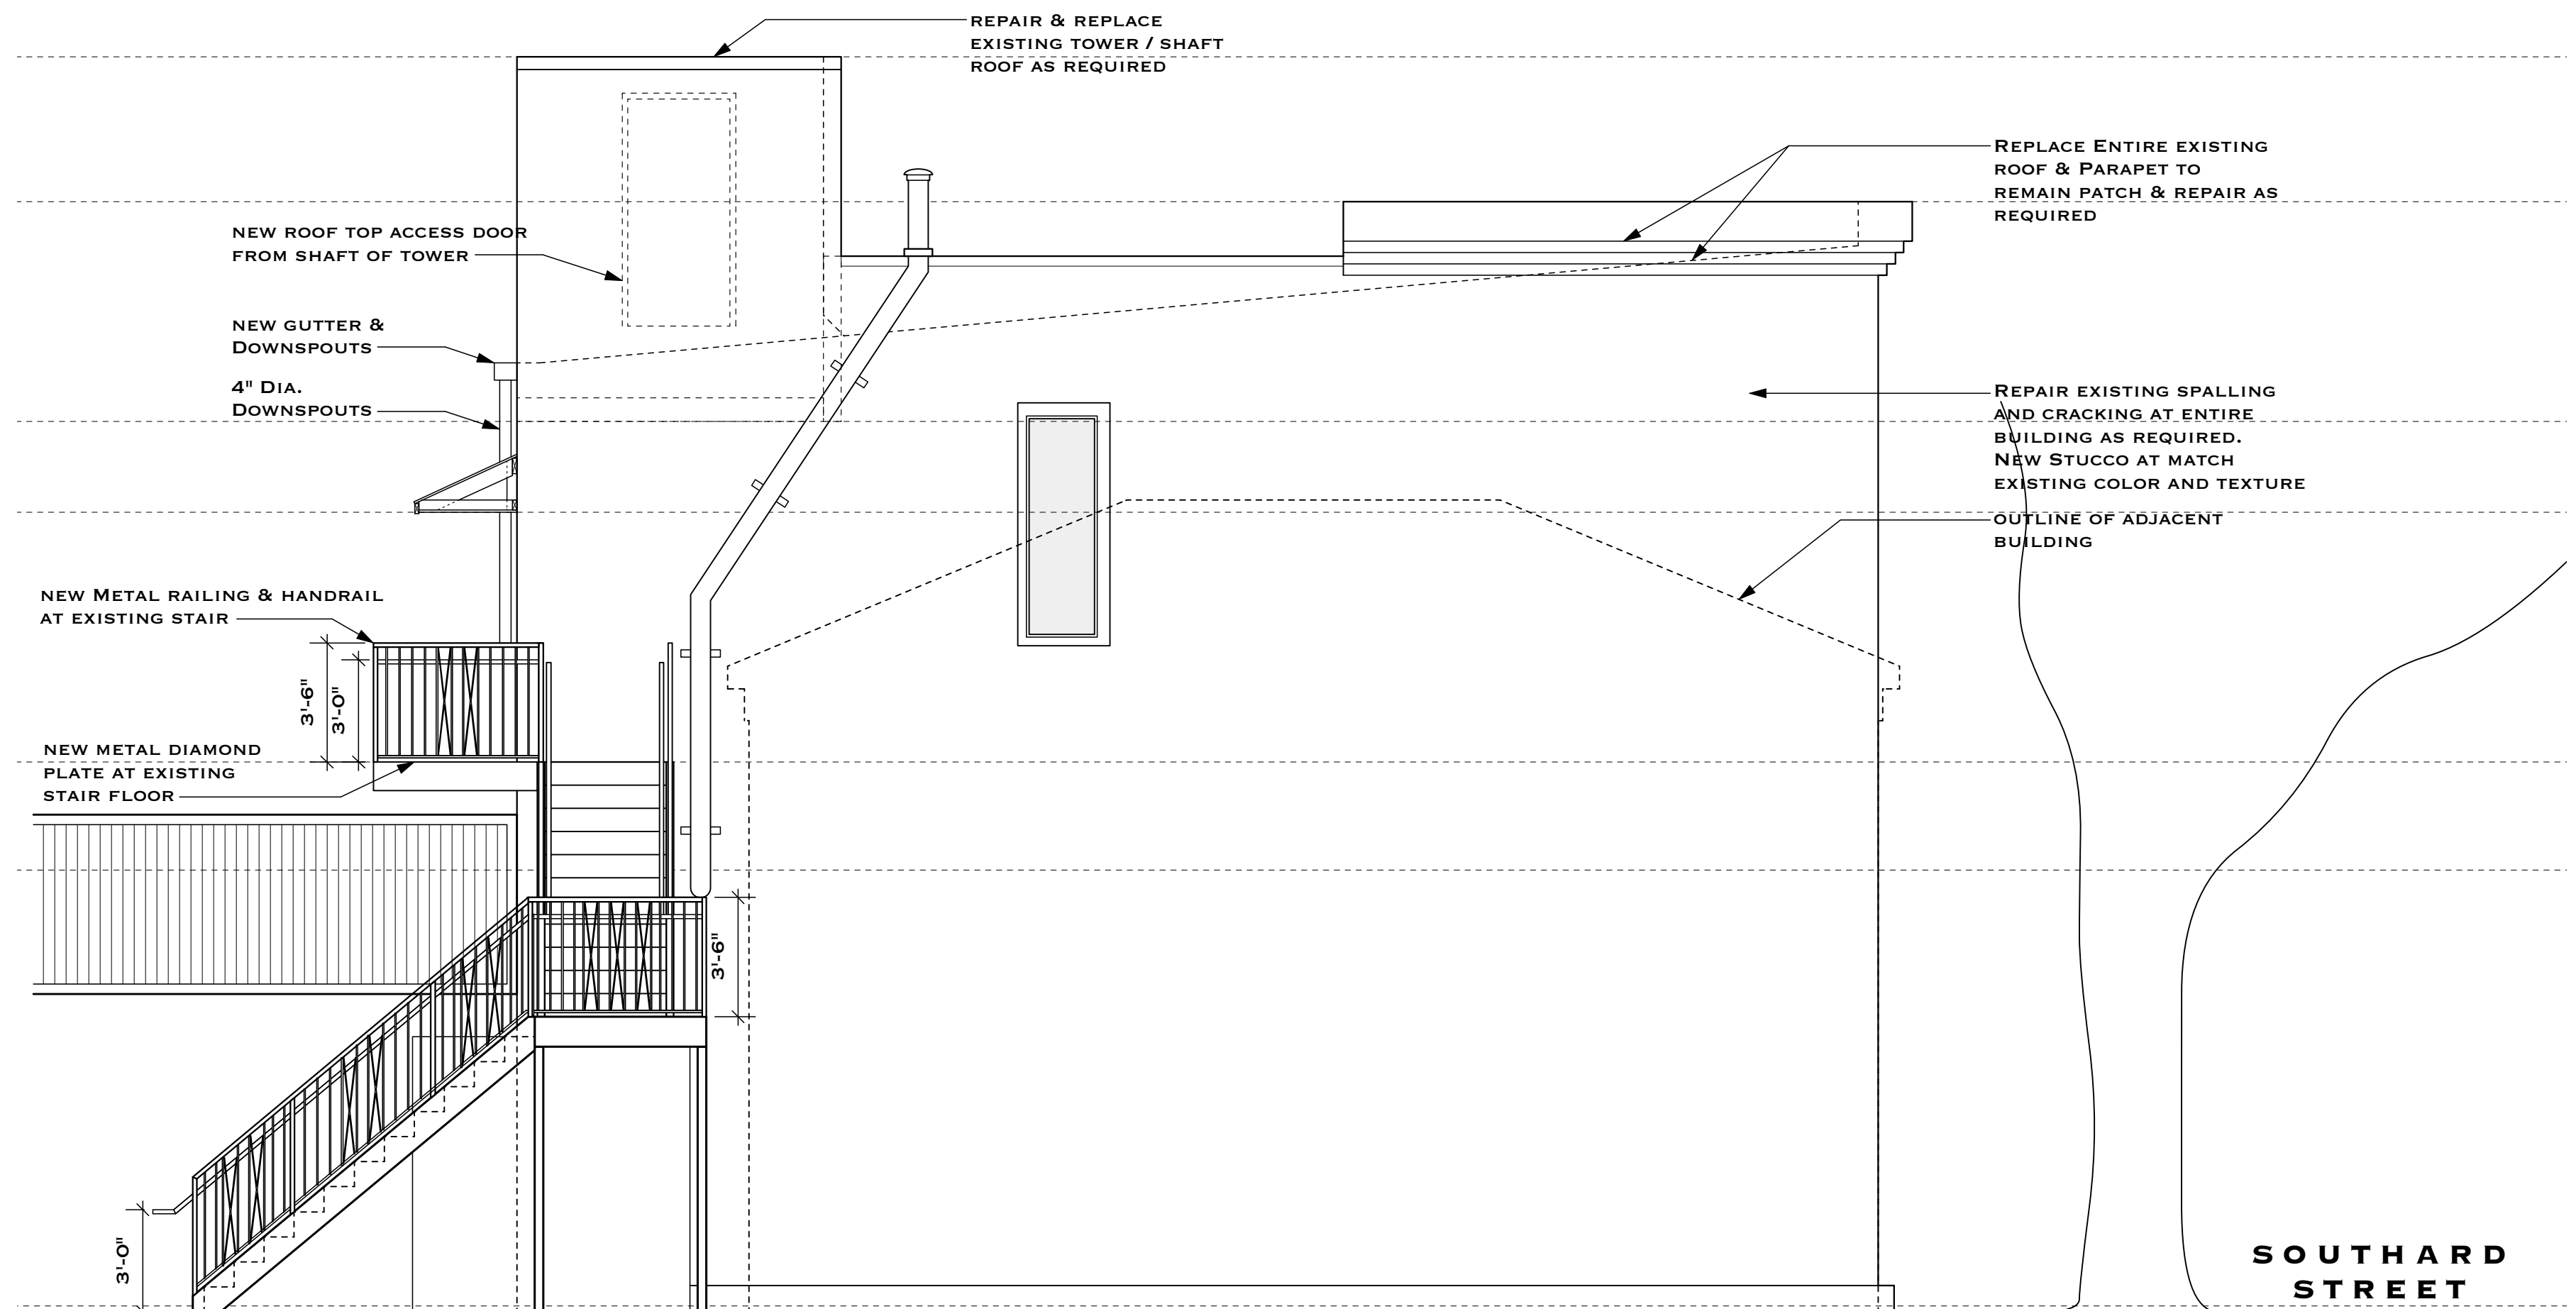 REPAIR & REPLACE
EXISTING TOWER / SHAFT
ROOF AS REQUIRED
REPLACE ENTIRE EXISTING
ROOF & PARAPET TO
REMAIN PATCH & REPAIR AS
REQUIRED
NEW ROOF TOP ACCESS DOOR
FROM SHAFT OF TOWER
NEW GUTTER &
DOWNSPOUTS
4" DIA.
DOWNSPOUTS
REPAIR EXISTING SPALLING
AND CRACKING AT ENTIRE
BUILDING AS REQUIRED.
NEW STUCCO AT MATCH
EXISTING COLOR AND TEXTURE
OUTLINE OF ADJACENT
BUILDING
NEW METAL RAILING & HANDRAIL
AT EXISTING STAIR
3'-6"
3'-0"
NEW METAL DIAMOND
PLATE AT EXISTING
STAIR FLOOR
3'-6"
3'-0"
SOUTHARD
STREET